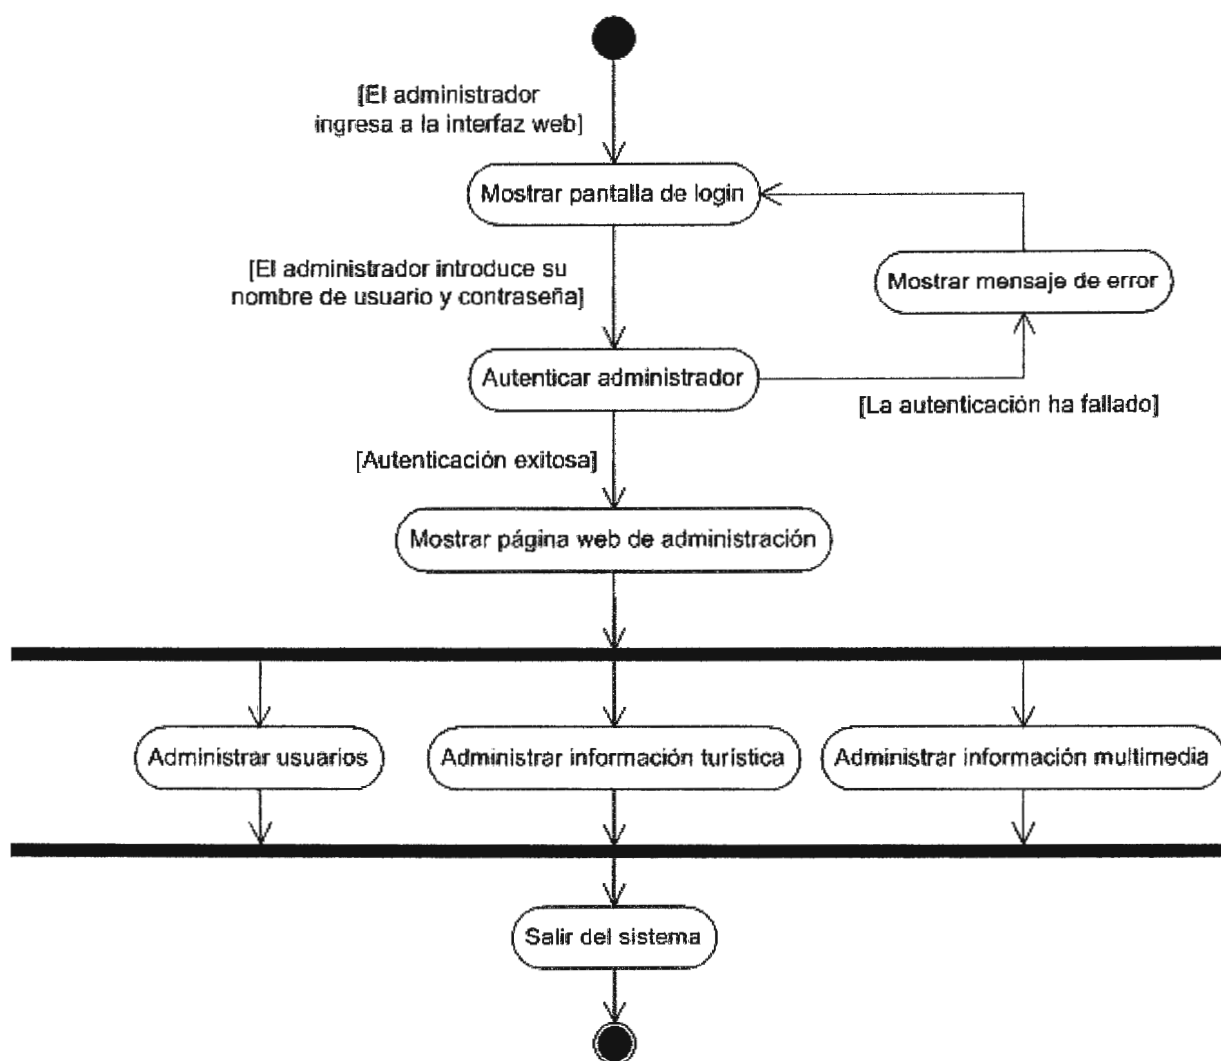 [El administrador
ingresa a la interfaz web]
Mostrar pantalla de login
[El administrador introduce su
nombre de usuario y contraseña]
Mostrar mensaje de error
Autenticar administrador
[La autenticación ha fallado]
[Autenticación exitosa]
Mostrar página web de administración
Administrar usuarios
Administrar información turística
Administrar información multimedia
Salir del sistema